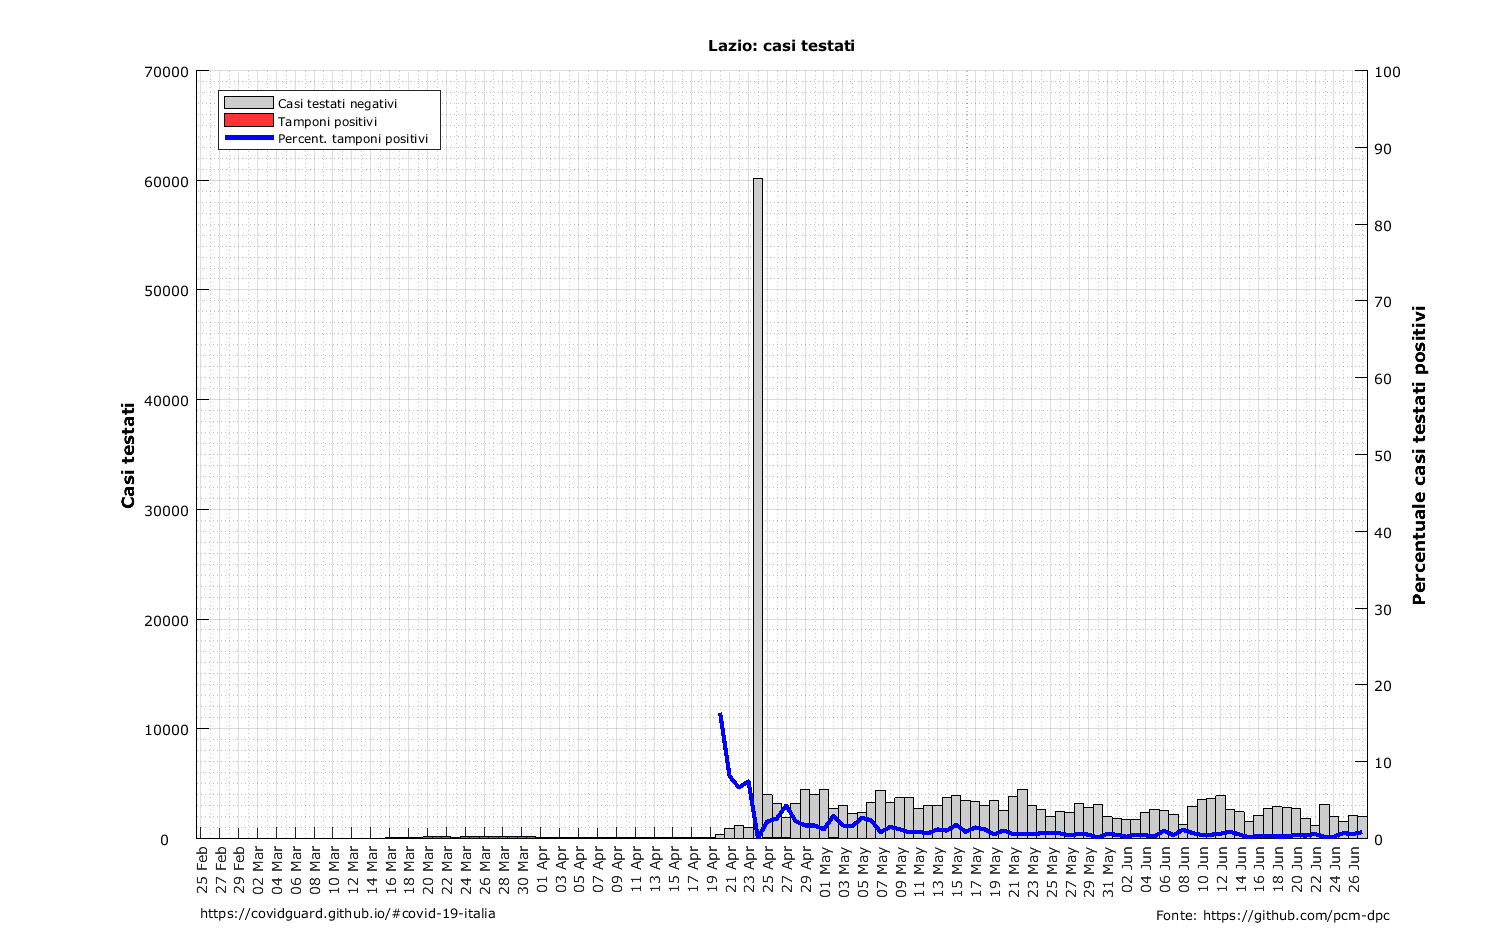 Lazio: casi testati
Casi testati negativi
Tamponi positivi
Percent. tamponi positivi
Casi testati
70000
60000
50000
40000
30000
20000
10000
0
100
90
80
70
60
50
40
30
20
10
0
Percentuale casi testati positivi
25 Feb
27 Feb
29 Feb
02 Mar
04 Mar
06 Mar
08 Mar
10 Mar
12 Mar
14 Mar
16 Mar
18 Mar
20 Mar
22 Mar
24 Mar
26 Mar
28 Mar
30 Mar
01 Apr
03 Apr
05 Apr
07 Apr
09 Apr
11 Apr
13 Apr
15 Apr
17 Apr
19 Apr
21 Apr
23 Apr
25 Apr
27 Apr
29 Apr
01 May
03 May
05 May
07 May
09 May
11 May
13 May
15 May
17 May
19 May
21 May
23 May
25 May
27 May
29 May
31 May
02 Jun
04 Jun
06 Jun
08 Jun
10 Jun
12 Jun
14 Jun
16 Jun
18 Jun
20 Jun
22 Jun
24 Jun
26 Jun
https://covidguard.github.io/#covid-19-italia
Fonte: https://github.com/pcm-dpc